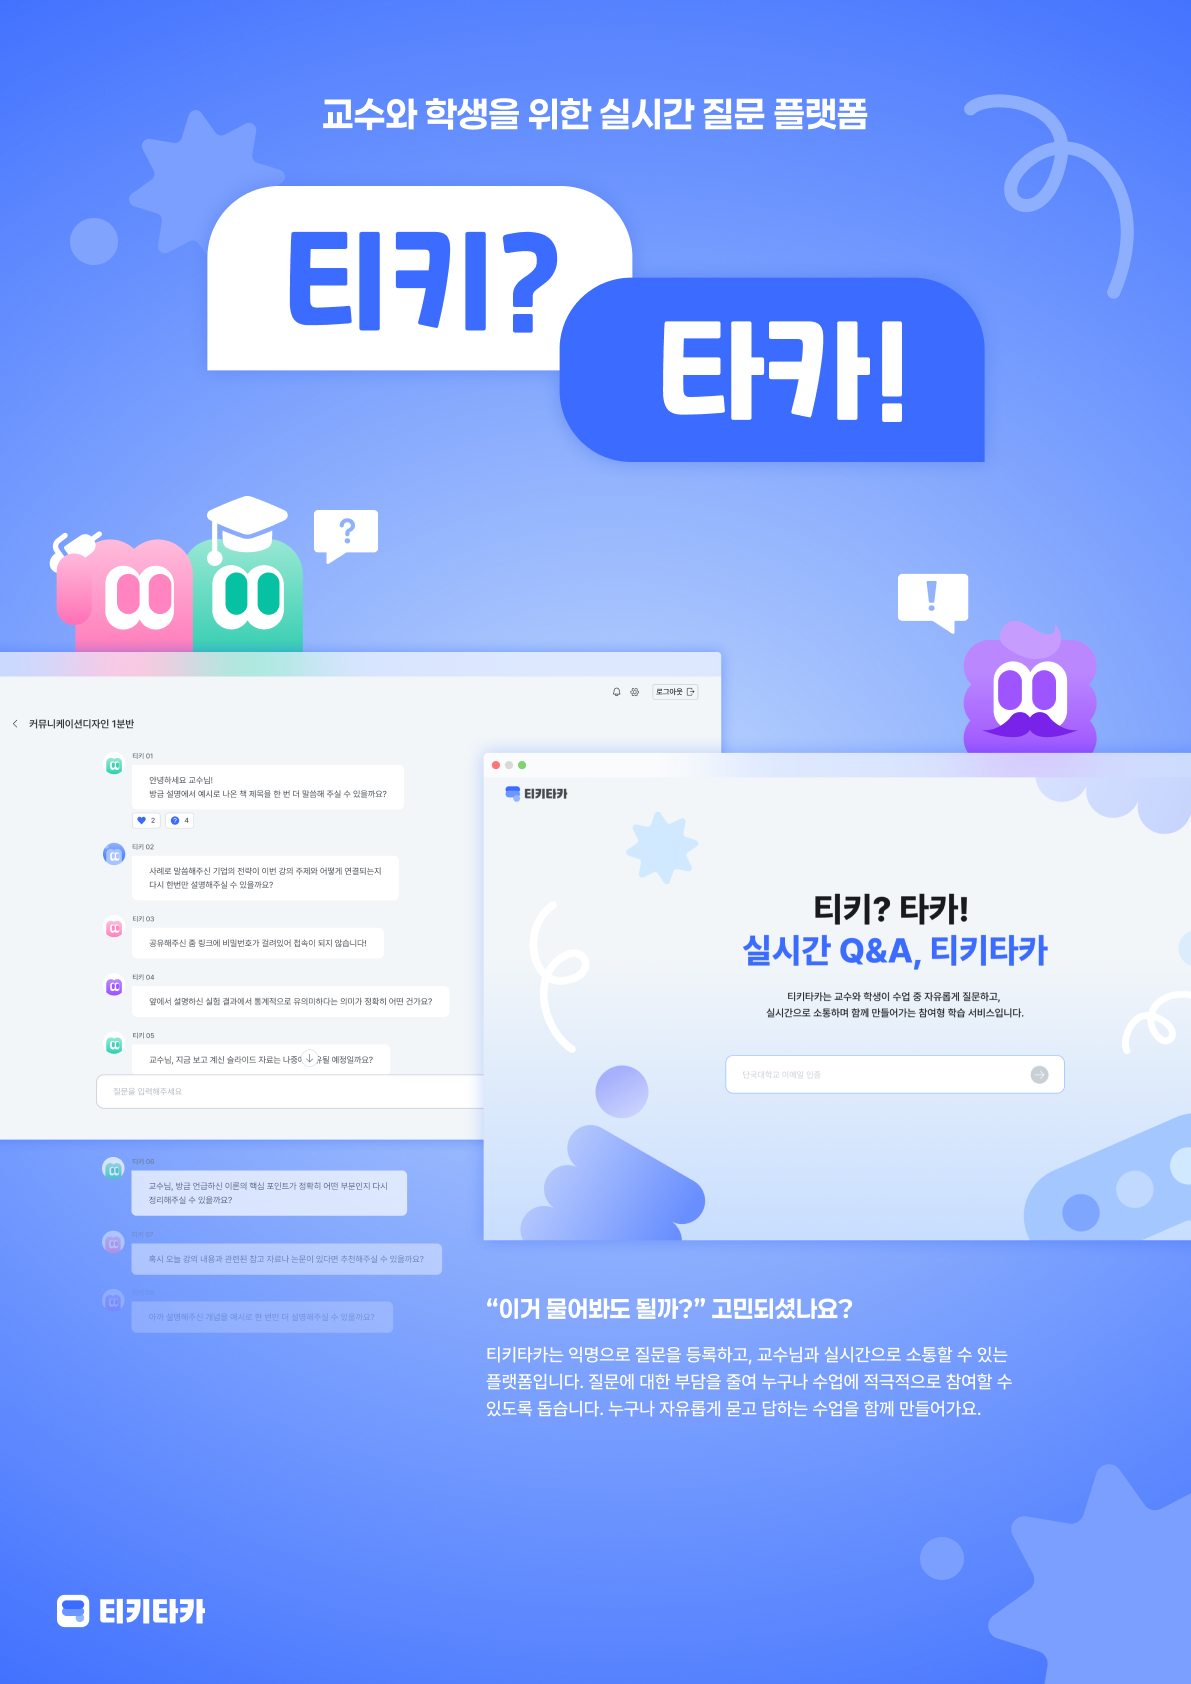 교수와 학생을 위한 실시간 질문 플랫폼
티키?
타카!
?
!
로그아웃
커뮤니케이션디자인 1분반
티키 01
안녕하세요 교수님!
방금 설명에서 예시로 나온 책 제목을 한 번 더 말씀해 주실 수 있을까요?
2 ? 4
티키 02
사례로 말씀해주신 기업의 전략이 이번 강의 주제와 어떻게 연결되는지
다시 한번만 설명해주실 수 있을까요?
티키 03
공유해주신 줌 링크에 비밀번호가 걸려있어 접속이 되지 않습니다!
티키 04
앞에서 설명하신 실험 결과에서 통계적으로 유의미하다는 의미가 정확히 어떤 건가요?
티키 05
교수님, 지금 보고 계신 슬라이드 자료는 예정일까요?
질문을 입력해주세요
티키 06
교수님, 방금 언급하신 이론의 핵심 포인트가 정확히 어떤 부분인지 다시
정리해주실 수 있을까요?
티키 07
혹시 오늘 강의 내용과 관련된 참고 자료나 논문이 있다면 추천해주실 수 있을까요?
아까 설명해주신 개념을 예시로 한 번만 더 설명해주실 수 있을까요?
티키타카
티키? 타카!
실시간 Q&A, 티키타카
티키타카는 교수와 학생이 수업 중 자유롭게 질문하고,
실시간으로 소통하며 함께 만들어가는 참여형 학습 서비스입니다.
단국대학교 이메일 인증
“이거 물어봐도 될까?” 고민되셨나요?
티키타카는 익명으로 질문을 등록하고, 교수님과 실시간으로 소통할 수 있는
플랫폼입니다. 질문에 대한 부담을 줄여 누구나 수업에 적극적으로 참여할 수
있도록 돕습니다. 누구나 자유롭게 묻고 답하는 수업을 함께 만들어가요.
티키타카